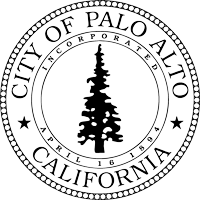 CITY OF PALO ALTO
INCORPORATED
APRIL 16 1894
CALIFORNIA